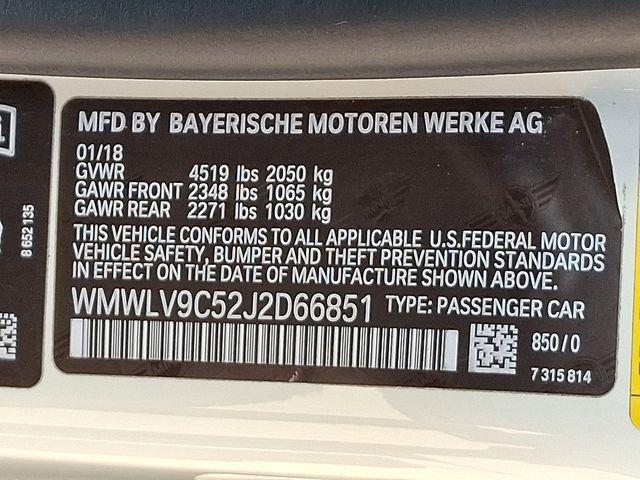 MFD BY BAYERISCHE MOTOREN WERKE AG
01/18
GVWR 4519 lbs 2050 kg
GAWR FRONT 2348 lbs 1065 kg
GAWR REAR 2271 lbs 1030 kg
THIS VEHICLE CONFORMS TO ALL APPLICABLE U.S.FEDERAL MOTOR
VEHICLE SAFETY, BUMPER AND THEFT PREVENTION STANDARDS
IN EFFECT ON THE DATE OF MANUFACTURE SHOWN ABOVE.
WMWLV9C52J2D66851 TYPE: PASSENGER CAR
850/0
7 315 814
8 652 135